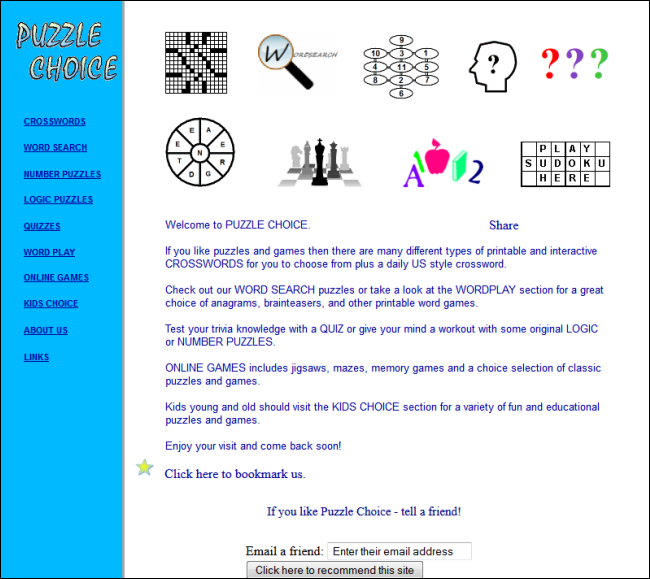 PUZZLE
CHOICE
CROSSWORDS
WORD SEARCH
NUMBER PUZZLES
LOGIC PUZZLES
QUIZZES
WORD PLAY
ONLINE GAMES
KIDS CHOICE
ABOUT US
LINKS
WORDSEARCH
9
10 3 1
4 11 5
8 2 7
6
?
? ? ?
E A
E E R
N
T R
D G
A 1 2
P L A Y
S U D O K U
H E R E
Welcome to PUZZLE CHOICE.
Share
If you like puzzles and games then there are many different types of printable and interactive
CROSSWORDS for you to choose from plus a daily US style crossword.
Check out our WORD SEARCH puzzles or take a look at the WORDPLAY section for a great
choice of anagrams, brainteasers, and other printable word games.
Test your trivia knowledge with a QUIZ or give your mind a workout with some original LOGIC
or NUMBER PUZZLES.
ONLINE GAMES includes jigsaws, mazes, memory games and a choice selection of classic
puzzles and games.
Kids young and old should visit the KIDS CHOICE section for a variety of fun and educational
puzzles and games.
Enjoy your visit and come back soon!
Click here to bookmark us.
If you like Puzzle Choice - tell a friend!
Email a friend: Enter their email address
Click here to recommend this site